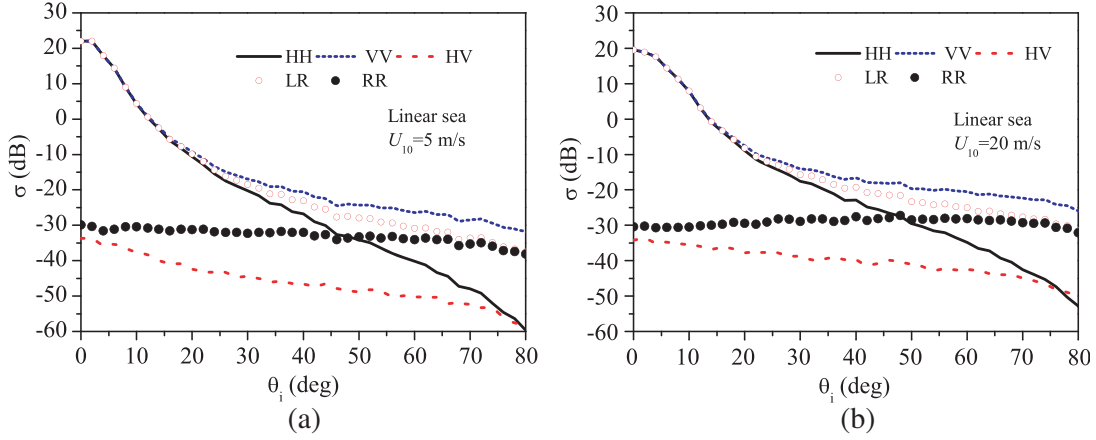 30
20
10
0
-10
-20
-30
-40
-50
-60
σ (dB)
HH VV HV
LR RR
Linear sea
U10=5 m/s
0 10 20 30 40 50 60 70 80
θi (deg)
(a)
30
20
10
0
-10
-20
-30
-40
-50
-60
σ (dB)
HH VV HV
LR RR
Linear sea
U10=20 m/s
0 10 20 30 40 50 60 70 80
θi (deg)
(b)